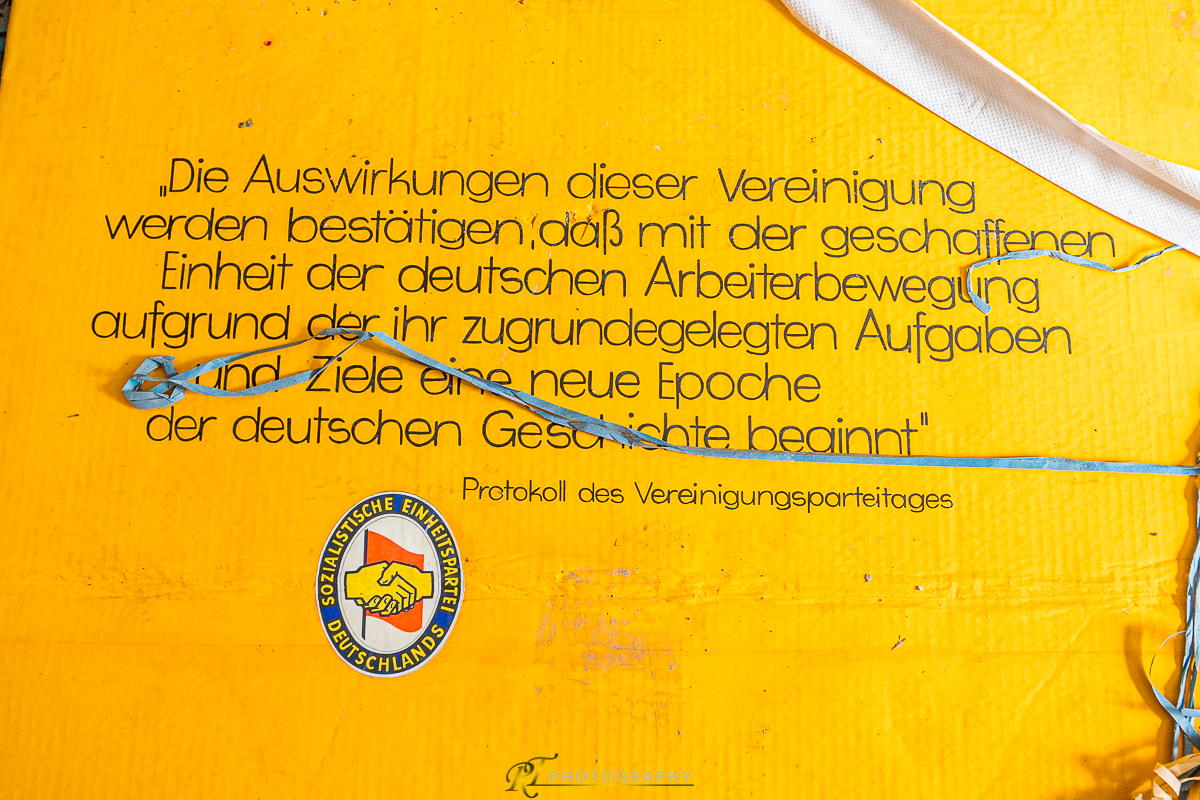 „Die Auswirkungen dieser Vereinigung
werden bestätigen, daß mit der geschaffenen
Einheit der deutschen Arbeiterbewegung
aufgrund der ihr zugrundegelegten Aufgaben
und Ziele eine neue Epoche
der deutschen Geschichte beginnt"
Protokoll des Vereinigungsparteitages
SOZIALISTISCHE EINHEITSPARTEI
DEUTSCHLANDS
RT PHOTOGRAPHY